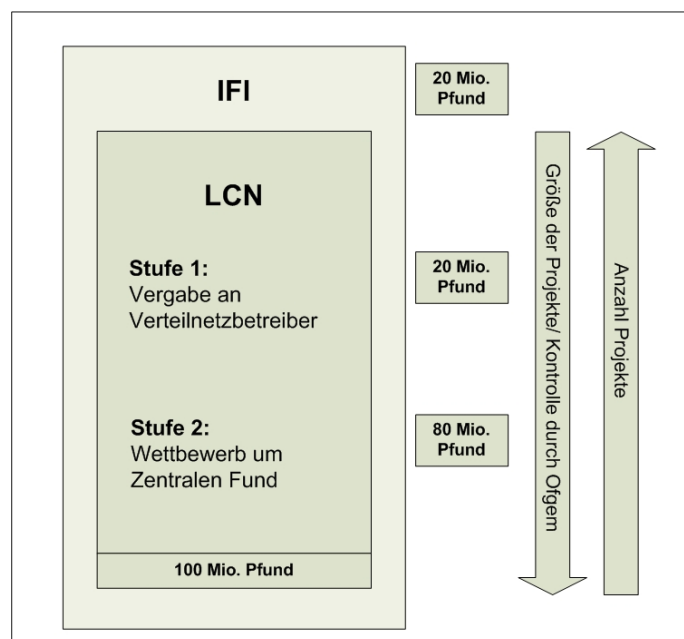 IFI
20 Mio.
Pfund
LCN
Stufe 1:
Vergabe an
Verteilnetzbetreiber
20 Mio.
Pfund
Stufe 2:
Wettbewerb um
Zentralen Fund
80 Mio.
Pfund
100 Mio. Pfund
Größe der Projekte/ Kontrolle durch Ofgem
Anzahl Projekte